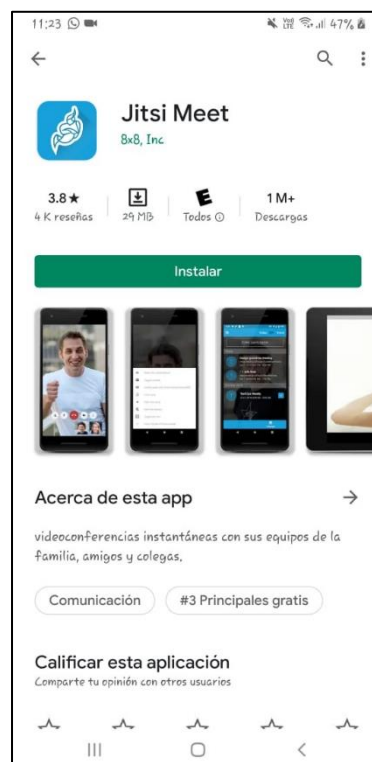 11:23 47%
Jitsi Meet
8x8, Inc
3.8★ E 1 M+
4 K reseñas 29 MB Todos Descargas
Instalar
Acerca de esta app
videoconferencias instantáneas con sus equipos de la
familia, amigos y colegas.
Comunicación #3 Principales gratis
Calificar esta aplicación
Comparte tu opinión con otros usuarios